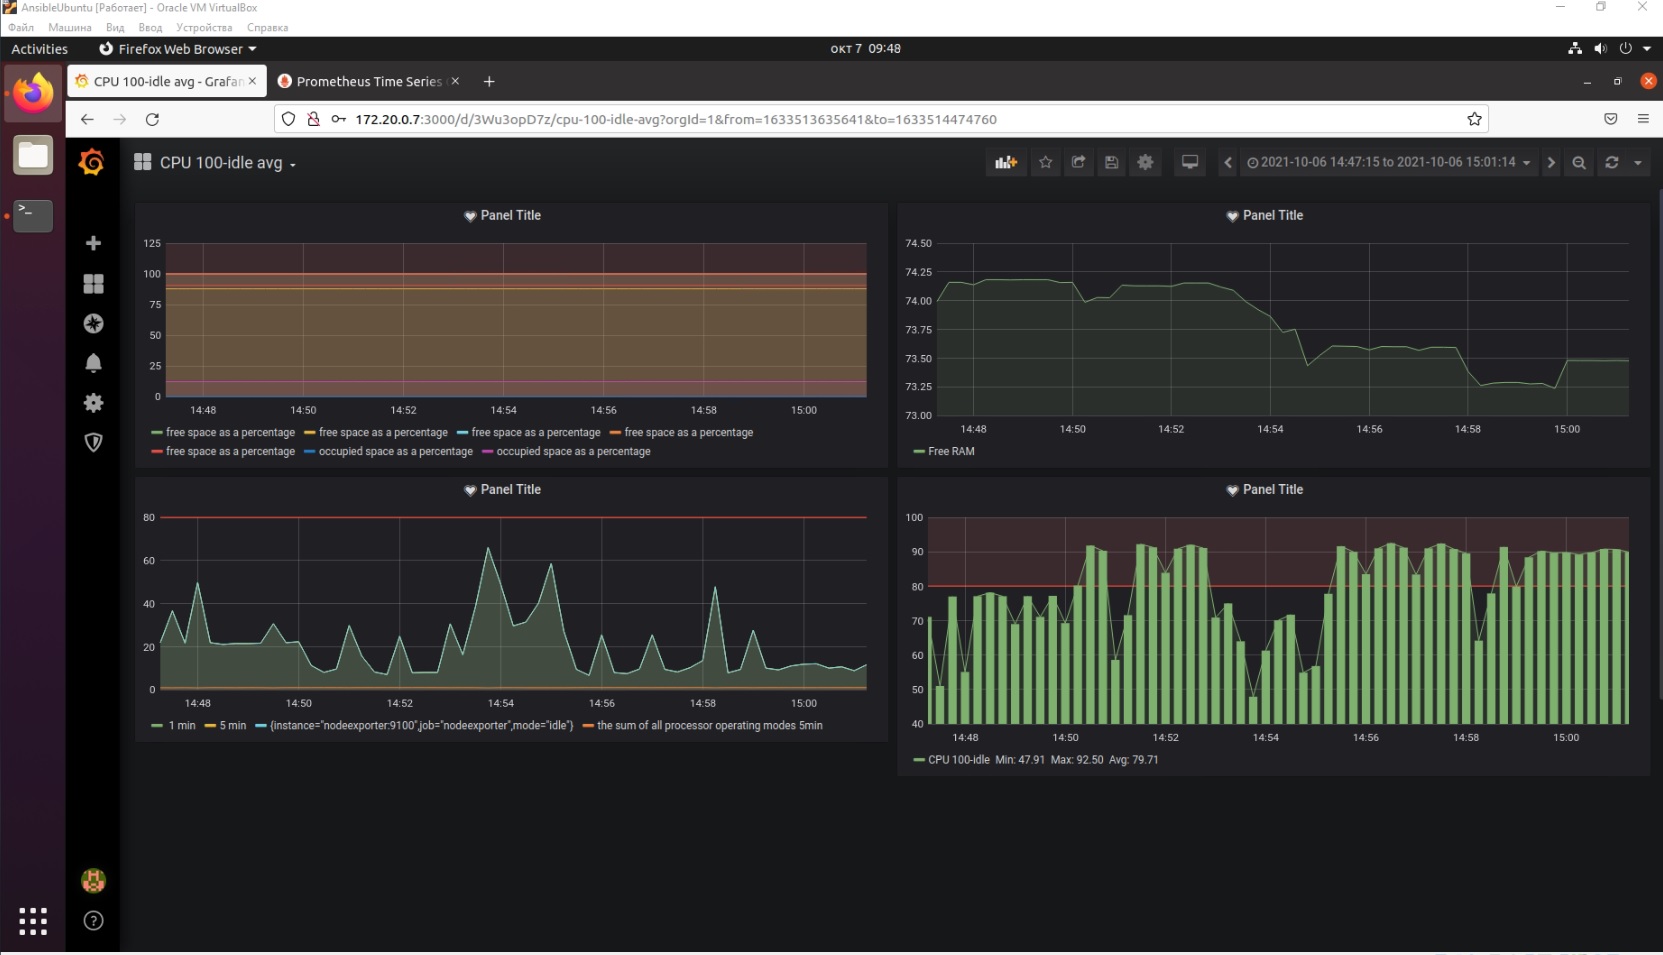 AnsibleUbuntu [Работает] - Oracle VM VirtualBox
Файл Машина Вид Ввод Устройства Справка
Activities Firefox Web Browser окт 7 09:48
CPU 100-idle avg - Grafan Prometheus Time Series
172.20.0.7:3000/d/3Wu3opD7z/cpu-100-idle-avg?orgId=1&from=1633513635641&to=1633514474760
CPU 100-idle avg 2021-10-06 14:47:15 to 2021-10-06 15:01:14
Panel Title
125
100
75
50
25
0
14:48 14:50 14:52 14:54 14:56 14:58 15:00
free space as a percentage free space as a percentage free space as a percentage free space as a percentage
free space as a percentage occupied space as a percentage occupied space as a percentage
Panel Title
74.50
74.25
74.00
73.75
73.50
73.25
73.00
14:48 14:50 14:52 14:54 14:56 14:58 15:00
Free RAM
Panel Title
80
60
40
20
0
14:48 14:50 14:52 14:54 14:56 14:58 15:00
1 min 5 min {instance="nodeexporter:9100",job="nodeexporter",mode="idle"} the sum of all processor operating modes 5min
Panel Title
100
90
80
70
60
50
40
14:48 14:50 14:52 14:54 14:56 14:58 15:00
CPU 100-idle Min: 47.91 Max: 92.50 Avg: 79.71